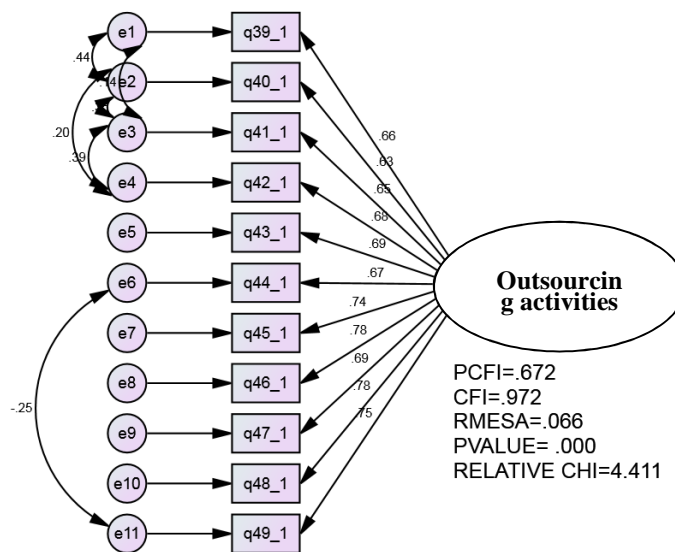 e1
q39_1
.44
.14
e2
q40_1
.66
.63
e3
q41_1
.20
.39
.65
e4
q42_1
.68
e5
q43_1
.69
e6
q44_1
.67
Outsourcin
g activities
e7
q45_1
.74
e8
q46_1
.78
.69
-.25
e9
q47_1
.78
.75
e10
q48_1
e11
q49_1
PCFI=.672
CFI=.972
RMESA=.066
PVALUE= .000
RELATIVE CHI=4.411